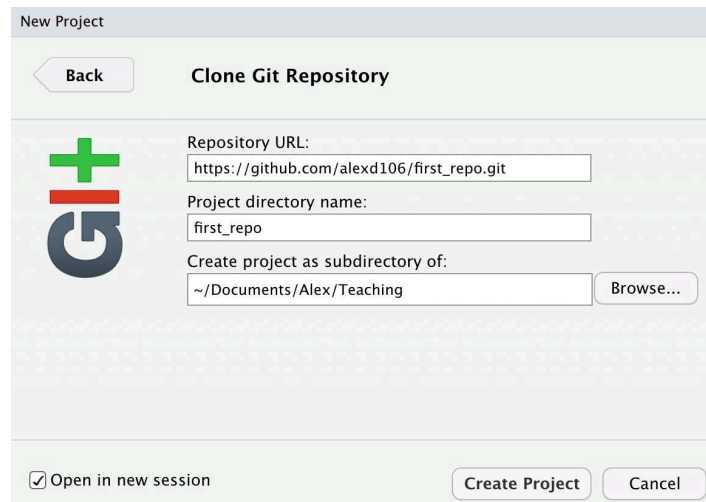 New Project
Back
Clone Git Repository
GIT
Repository URL:
https://github.com/alexd106/first_repo.git
Project directory name:
first_repo
Create project as subdirectory of:
~/Documents/Alex/Teaching
Browse...
Open in new session
Create Project
Cancel